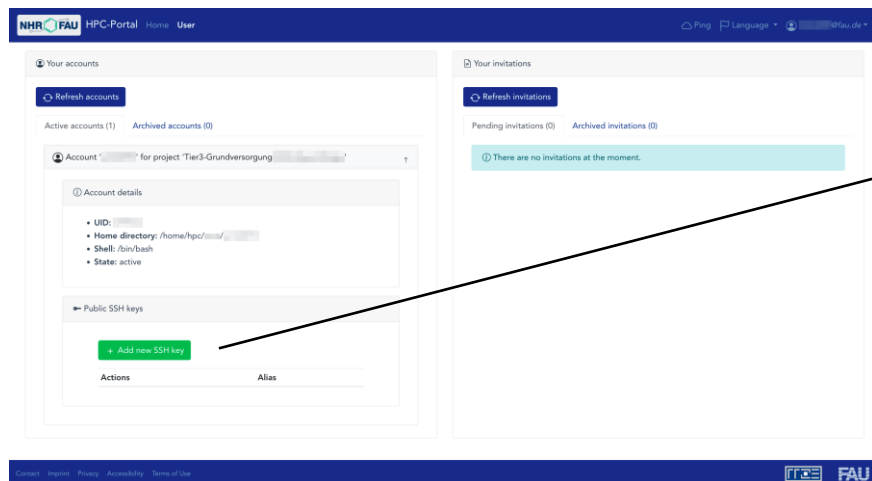 NHR FAU HPC-Portal Home User
Ping Language @fau.de
Your accounts
Refresh accounts
Active accounts (1) Archived accounts (0)
Account ' ' for project 'Tier3-Grundversorgung '
Account details
• UID:
• Home directory: /home/hpc/ /
• Shell: /bin/bash
• State: active
Public SSH keys
+ Add new SSH key
Actions Alias
Your invitations
Refresh invitations
Pending invitations (0) Archived invitations (0)
There are no invitations at the moment.
Contact Imprint Privacy Accessibility Terms of Use
FAU